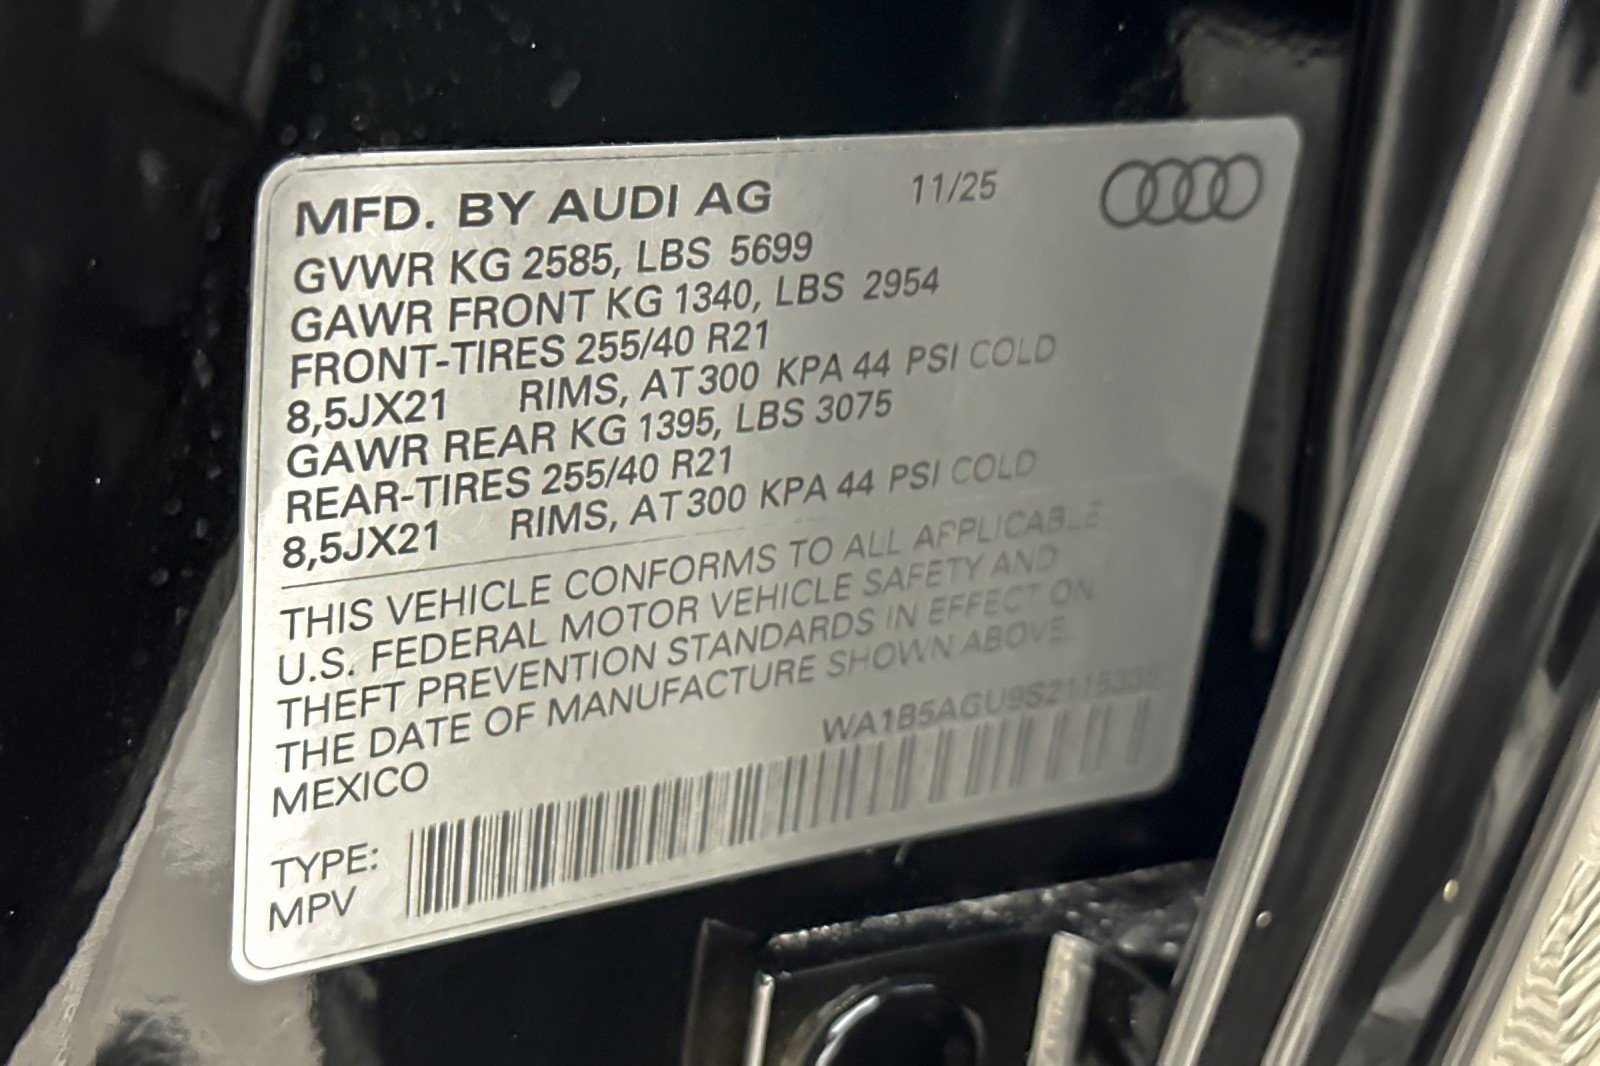 MFD. BY AUDI AG 11/25
GVWR KG 2585, LBS 5699
GAWR FRONT KG 1340, LBS 2954
FRONT-TIRES 255/40 R21
8,5JX21 RIMS, AT 300 KPA 44 PSI COLD
GAWR REAR KG 1395, LBS 3075
REAR-TIRES 255/40 R21
8,5JX21 RIMS, AT 300 KPA 44 PSI COLD
THIS VEHICLE CONFORMS TO ALL APPLICABLE
U.S. FEDERAL MOTOR VEHICLE SAFETY AND
THEFT PREVENTION STANDARDS IN EFFECT ON
THE DATE OF MANUFACTURE SHOWN ABOVE.
MEXICO
TYPE:
MPV